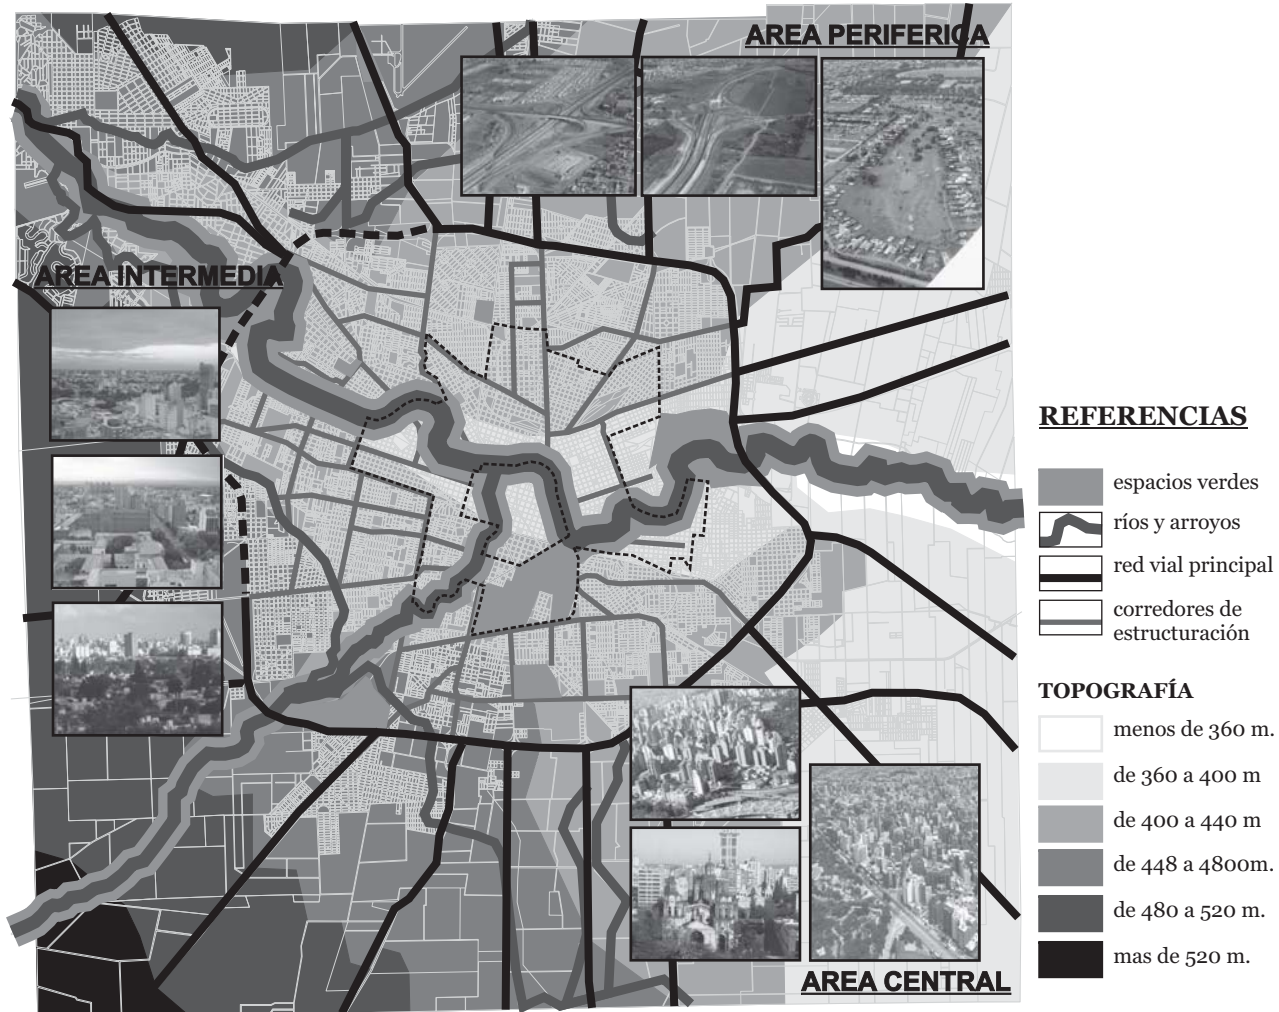 AREA PERIFERICA
AREA INTERMEDIA
REFERENCIAS
espacios verdes
ríos y arroyos
red vial principal
corredores de
estructuración
TOPOGRAFÍA
menos de 360 m.
de 360 a 400 m
de 400 a 440 m
de 448 a 4800m.
de 480 a 520 m.
mas de 520 m.
AREA CENTRAL